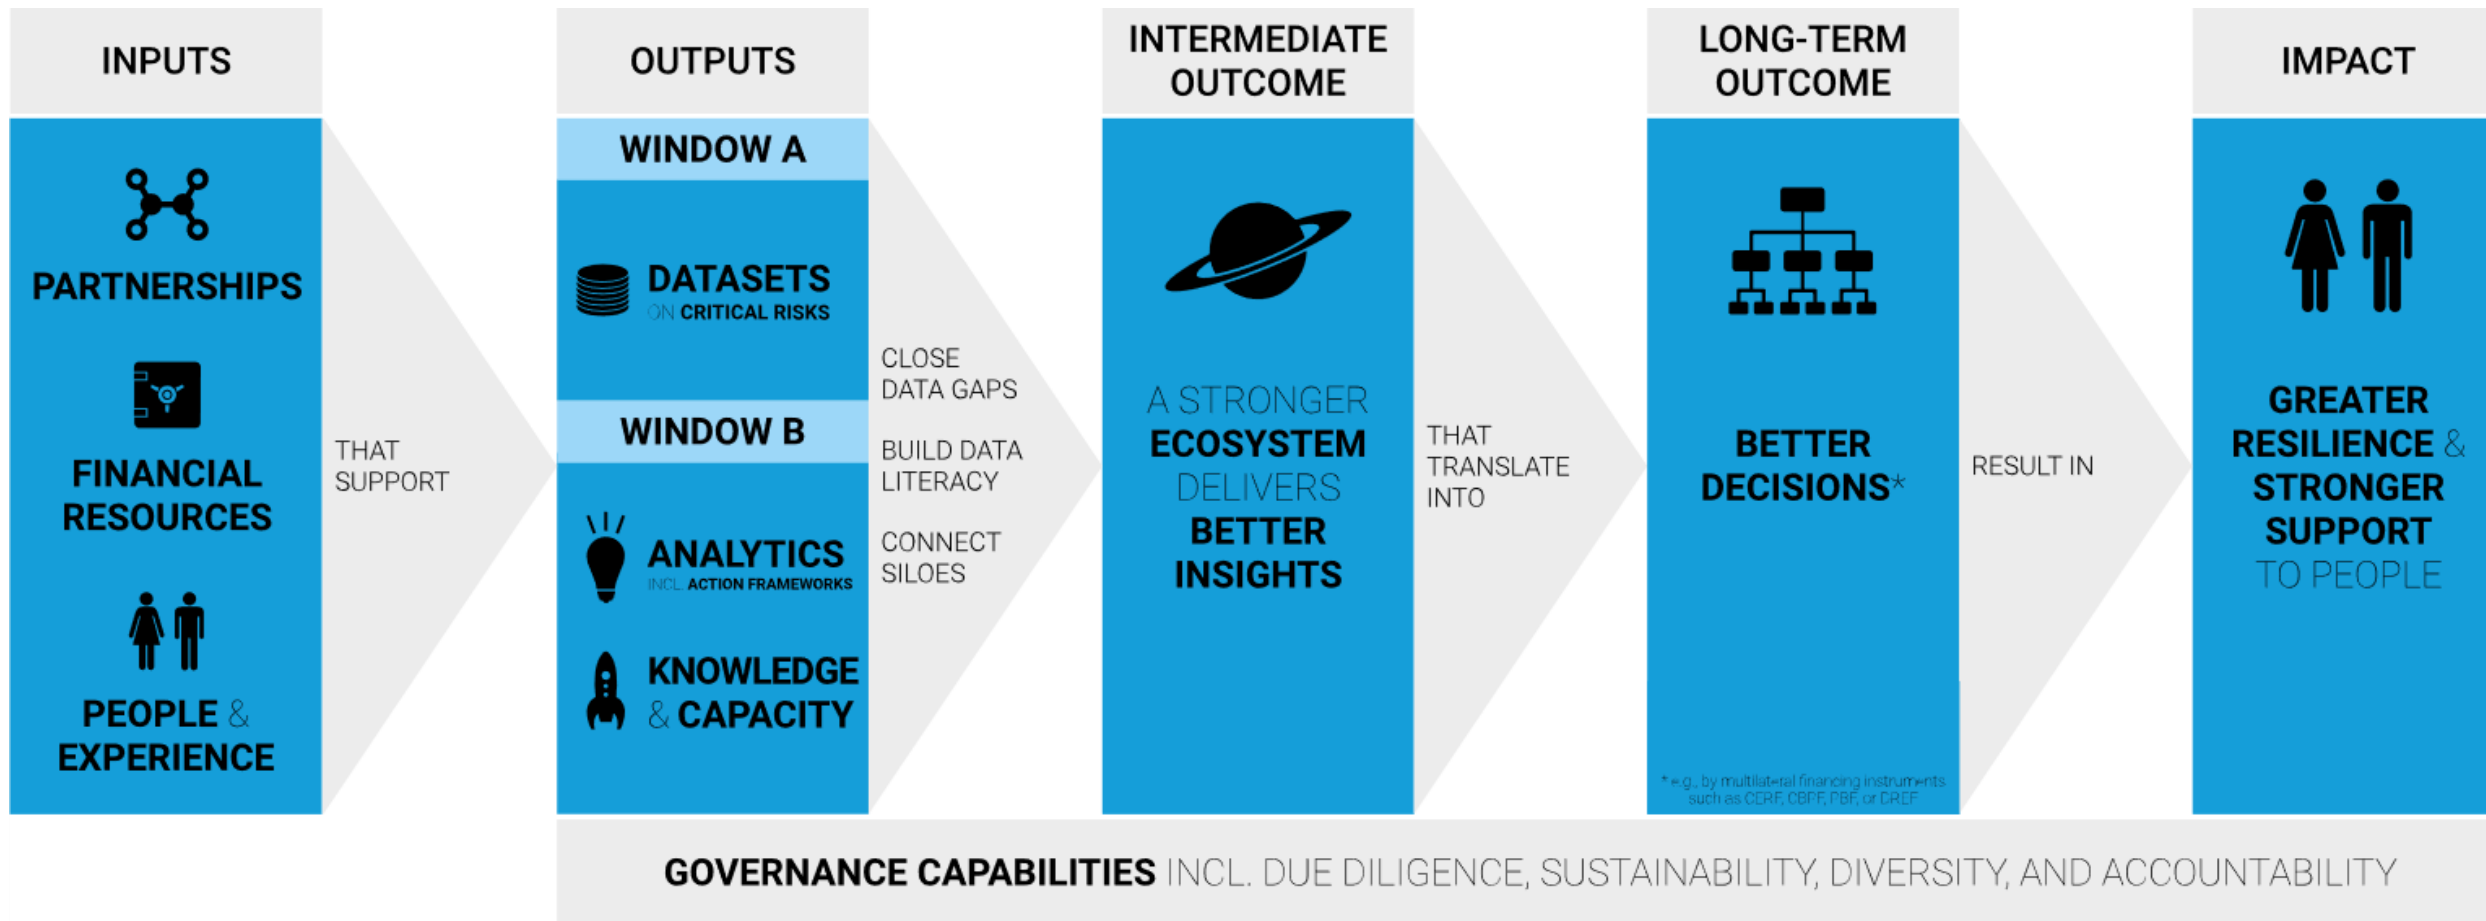 INPUTS
PARTNERSHIPS
FINANCIAL
RESOURCES
PEOPLE &
EXPERIENCE
THAT
SUPPORT
OUTPUTS
WINDOW A
DATASETS
ON CRITICAL RISKS
WINDOW B
ANALYTICS
INCL. ACTION FRAMEWORKS
KNOWLEDGE
& CAPACITY
CLOSE
DATA GAPS
BUILD DATA
LITERACY
CONNECT
SILOES
INTERMEDIATE
OUTCOME
A STRONGER
ECOSYSTEM
DELIVERS
BETTER
INSIGHTS
THAT
TRANSLATE
INTO
LONG-TERM
OUTCOME
BETTER
DECISIONS*
* e.g., by multilateral financing instruments
such as CERF, CBPF, PBF, or DREF
RESULT IN
IMPACT
GREATER
RESILIENCE &
STRONGER
SUPPORT
TO PEOPLE
GOVERNANCE CAPABILITIES INCL. DUE DILIGENCE, SUSTAINABILITY, DIVERSITY, AND ACCOUNTABILITY